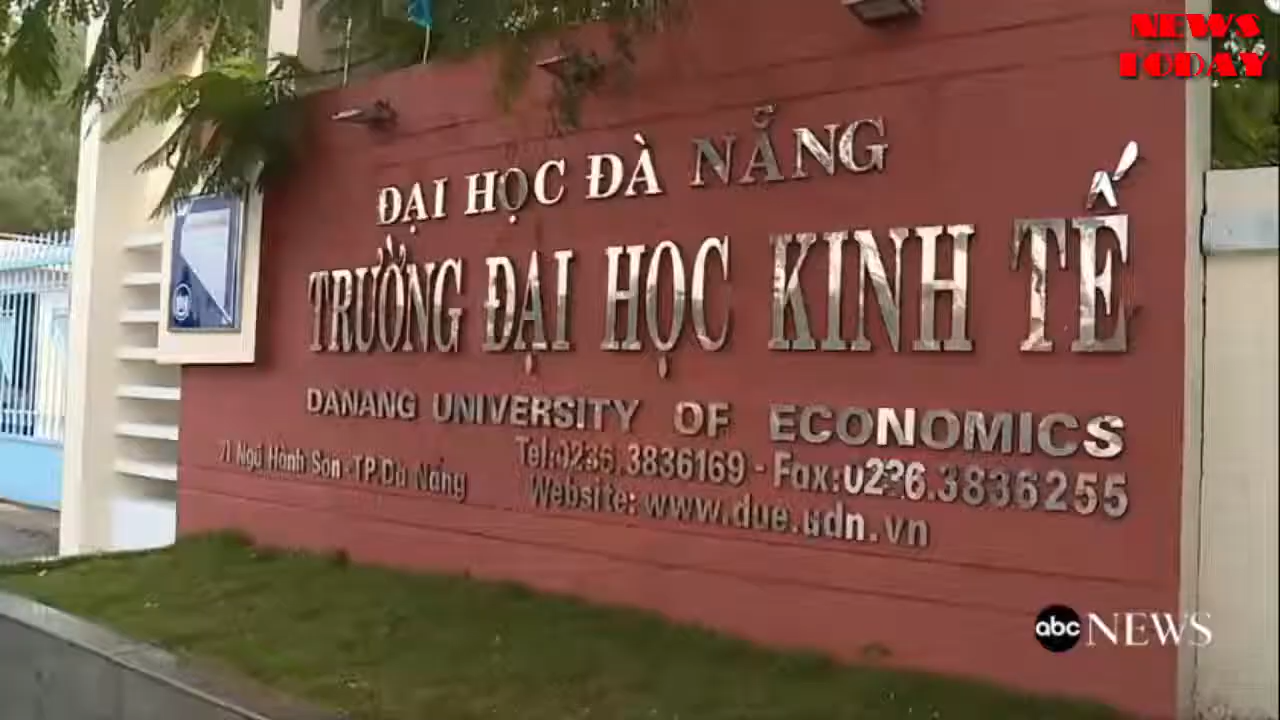 NEWS
TODAY
ĐẠI HỌC ĐÀ NẴNG
TRƯỜNG ĐẠI HỌC KINH TẾ
DANANG UNIVERSITY OF ECONOMICS
71 Ngũ Hành Sơn - TP.Đà Nẵng
Tel:0236.3836169 - Fax:0236.3836255
Website: www.due.udn.vn
abc NEWS